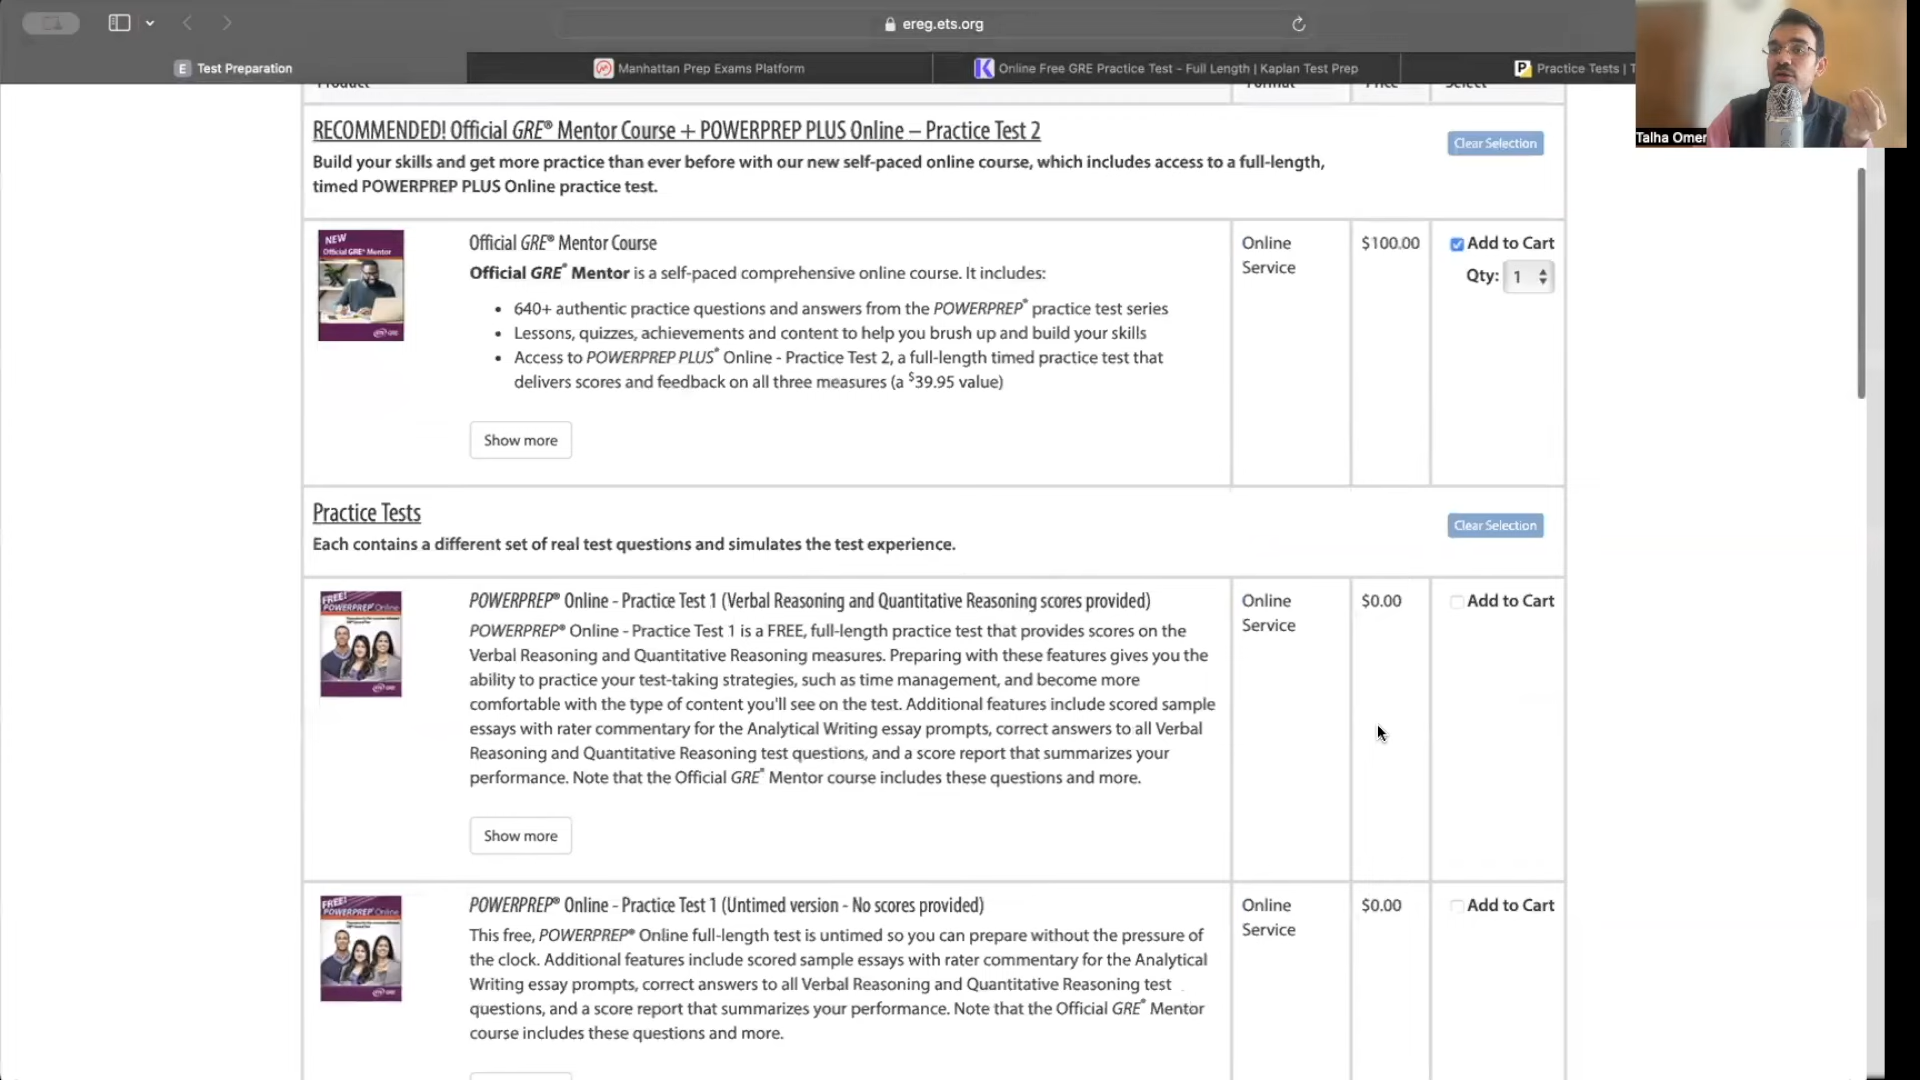 ereg.ets.org
E Test Preparation
Manhattan Prep Exams Platform
K Online Free GRE Practice Test - Full Length | Kaplan Test Prep
P Practice Tests | T
Talha Omer
Product
Format
Price
Select
RECOMMENDED! Official GRE® Mentor Course + POWERPREP PLUS Online – Practice Test 2
Clear Selection
Build your skills and get more practice than ever before with our new self-paced online course, which includes access to a full-length,
timed POWERPREP PLUS Online practice test.
NEW
Official GRE® Mentor
Official GRE® Mentor Course
Official GRE® Mentor is a self-paced comprehensive online course. It includes:
• 640+ authentic practice questions and answers from the POWERPREP® practice test series
• Lessons, quizzes, achievements and content to help you brush up and build your skills
• Access to POWERPREP PLUS® Online - Practice Test 2, a full-length timed practice test that
delivers scores and feedback on all three measures (a $39.95 value)
Show more
Online
Service
$100.00
Add to Cart
Qty: 1
Practice Tests
Clear Selection
Each contains a different set of real test questions and simulates the test experience.
FREE!
POWERPREP Online
POWERPREP® Online - Practice Test 1 (Verbal Reasoning and Quantitative Reasoning scores provided)
POWERPREP® Online - Practice Test 1 is a FREE, full-length practice test that provides scores on the
Verbal Reasoning and Quantitative Reasoning measures. Preparing with these features gives you the
ability to practice your test-taking strategies, such as time management, and become more
comfortable with the type of content you'll see on the test. Additional features include scored sample
essays with rater commentary for the Analytical Writing essay prompts, correct answers to all Verbal
Reasoning and Quantitative Reasoning test questions, and a score report that summarizes your
performance. Note that the Official GRE® Mentor course includes these questions and more.
Show more
Online
Service
$0.00
Add to Cart
FREE!
POWERPREP Online
POWERPREP® Online - Practice Test 1 (Untimed version - No scores provided)
This free, POWERPREP® Online full-length test is untimed so you can prepare without the pressure of
the clock. Additional features include scored sample essays with rater commentary for the Analytical
Writing essay prompts, correct answers to all Verbal Reasoning and Quantitative Reasoning test
questions, and a score report that summarizes your performance. Note that the Official GRE® Mentor
course includes these questions and more.
Online
Service
$0.00
Add to Cart